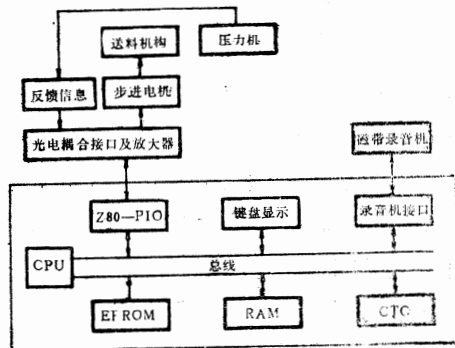 送料机构
压力机
反馈信息
步进电机
光电耦合接口及放大器
磁带录音机
Z80—PIO
键盘显示
录音机接口
CPU
总线
EFROM
RAM
CTC